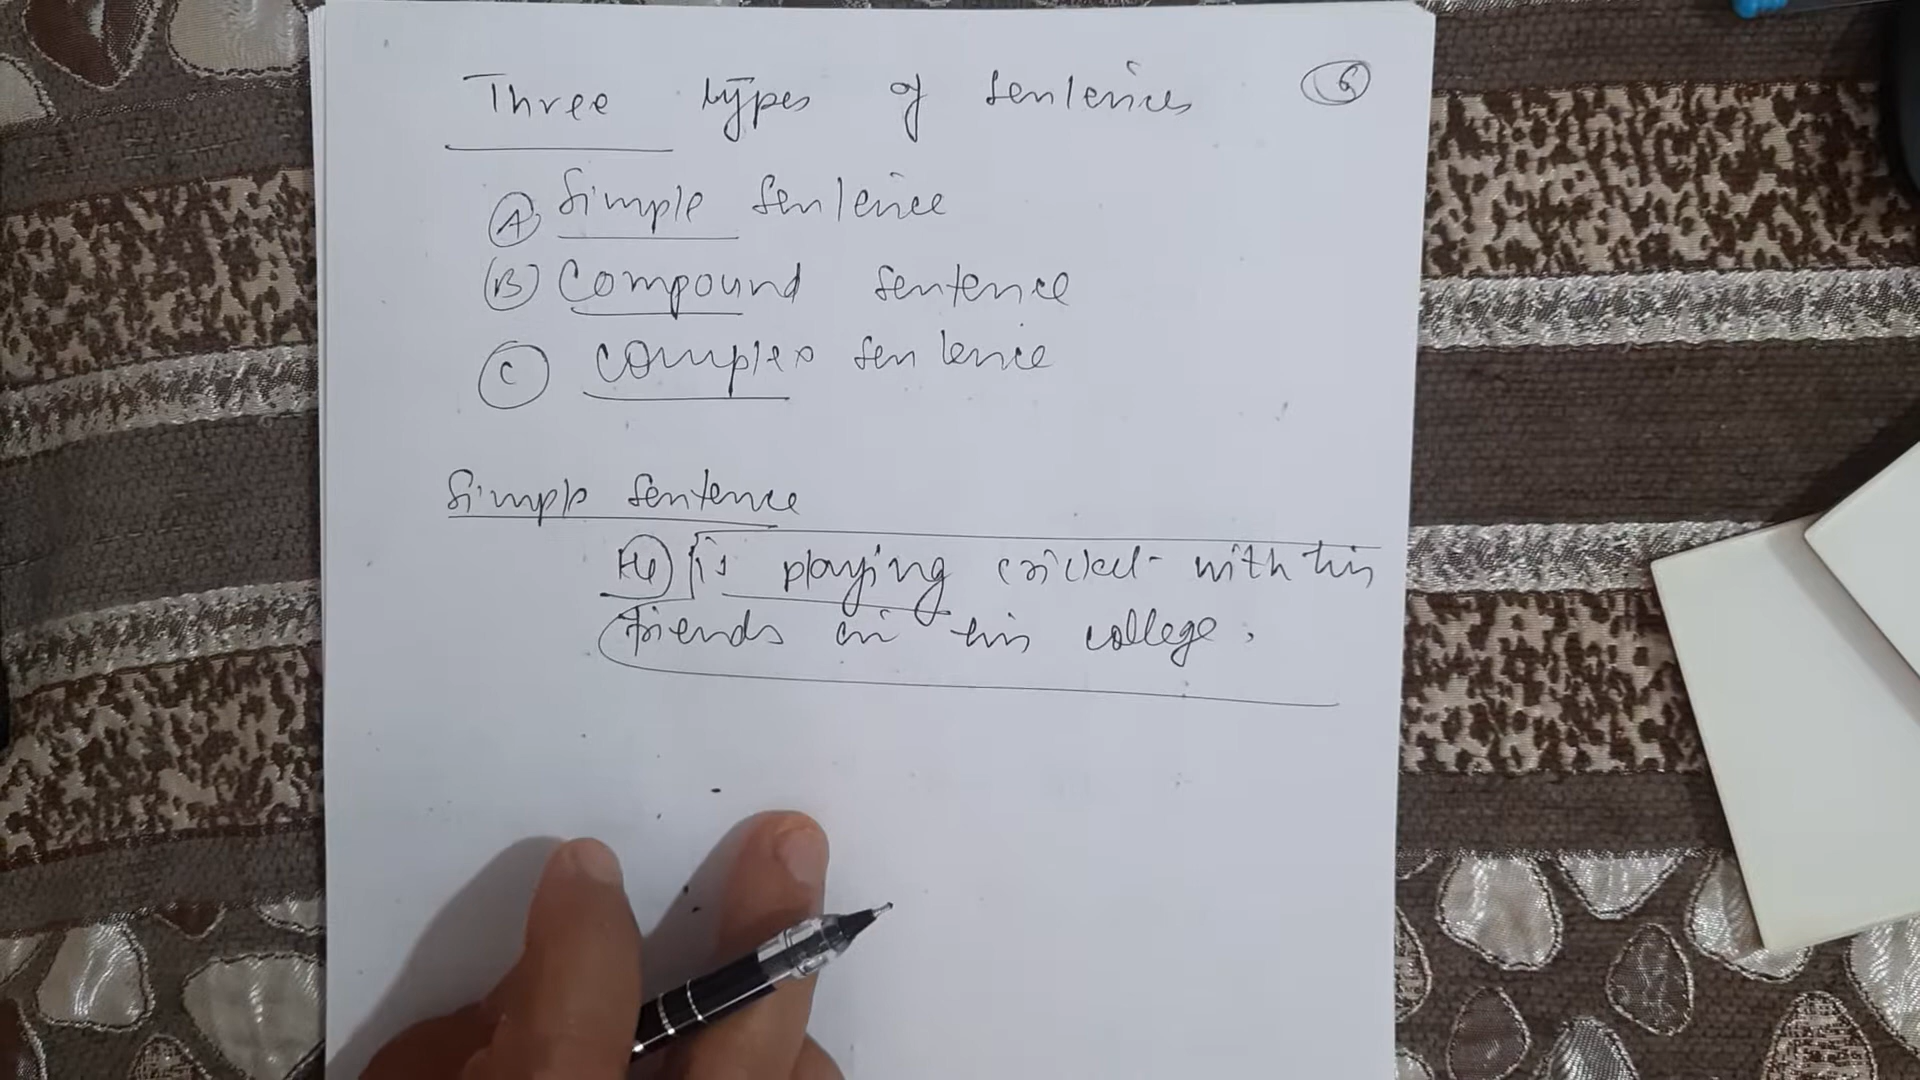 Three types of sentences 6
A Simple sentence
B Compound sentence
C complex sentence
Simple sentence
He is playing cricket with his
friends in his college.